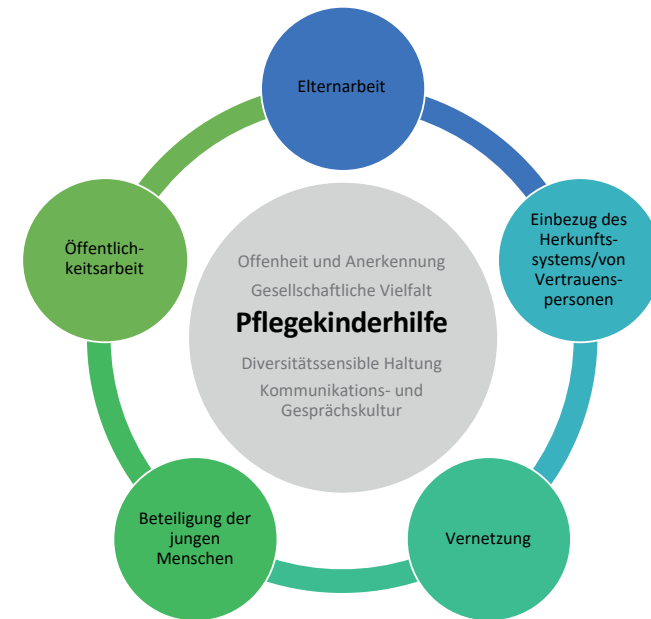 Elternarbeit
Einbezug des
Herkunfts-
systems/von
Vertrauens-
personen
Vernetzung
Beteiligung der
jungen
Menschen
Öffentlich-
keitsarbeit
Offenheit und Anerkennung
Gesellschaftliche Vielfalt
Pflegekinderhilfe
Diversitätssensible Haltung
Kommunikations- und
Gesprächskultur